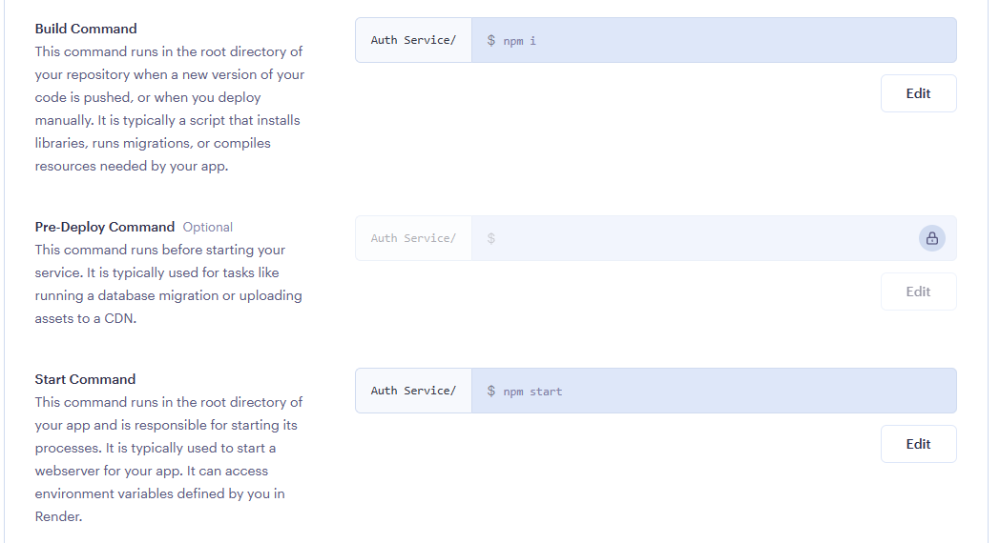 Build Command
Auth Service/ $ npm i
This command runs in the root directory of
your repository when a new version of your
code is pushed, or when you deploy
manually. It is typically a script that installs
libraries, runs migrations, or compiles
resources needed by your app.
Edit
Pre-Deploy Command Optional
Auth Service/ $
This command runs before starting your
service. It is typically used for tasks like
running a database migration or uploading
assets to a CDN.
Edit
Start Command
Auth Service/ $ npm start
This command runs in the root directory of
your app and is responsible for starting its
processes. It is typically used to start a
webserver for your app. It can access
environment variables defined by you in
Render.
Edit